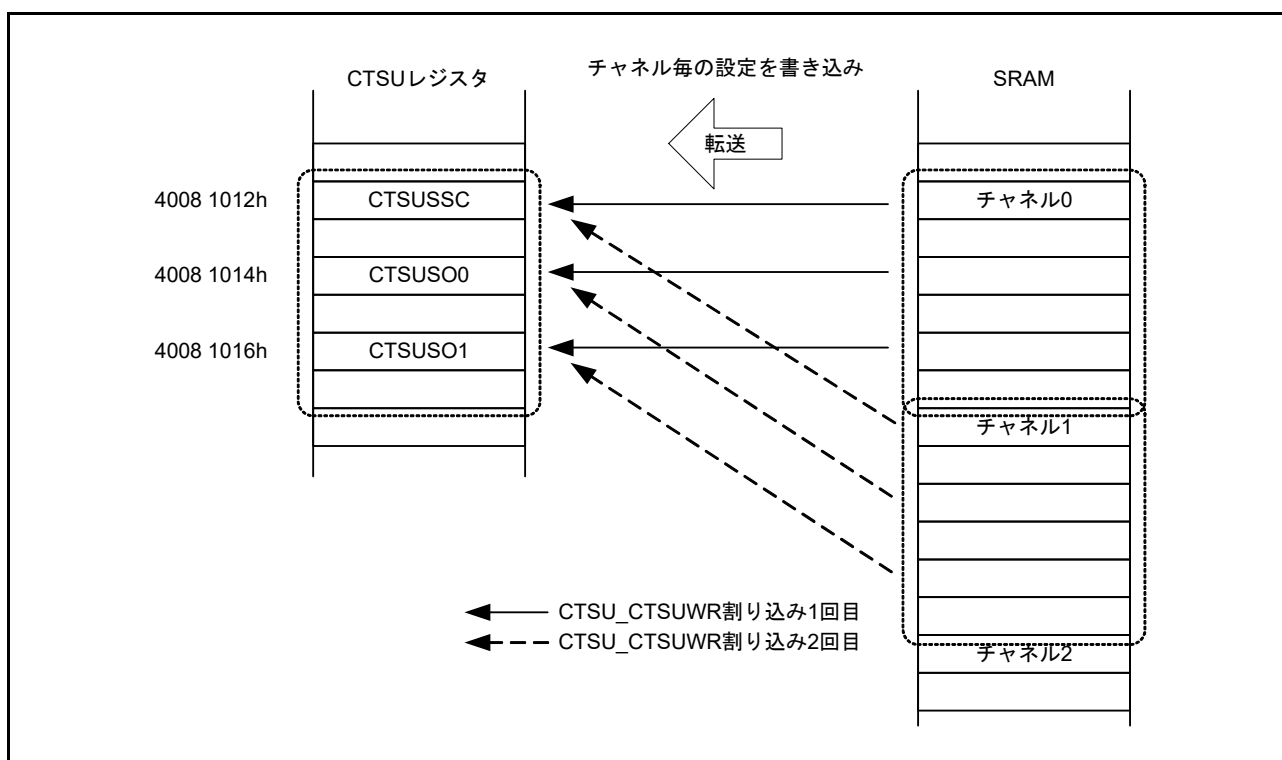 チャネル毎の設定を書き込み
CTSUレジスタ
SRAM
転送
4008 1012h
CTSUSSC
チャネル0
4008 1014h
CTSUSO0
4008 1016h
CTSUSO1
チャネル1
CTSU_CTSUWR割り込み1回目
CTSU_CTSUWR割り込み2回目
チャネル2